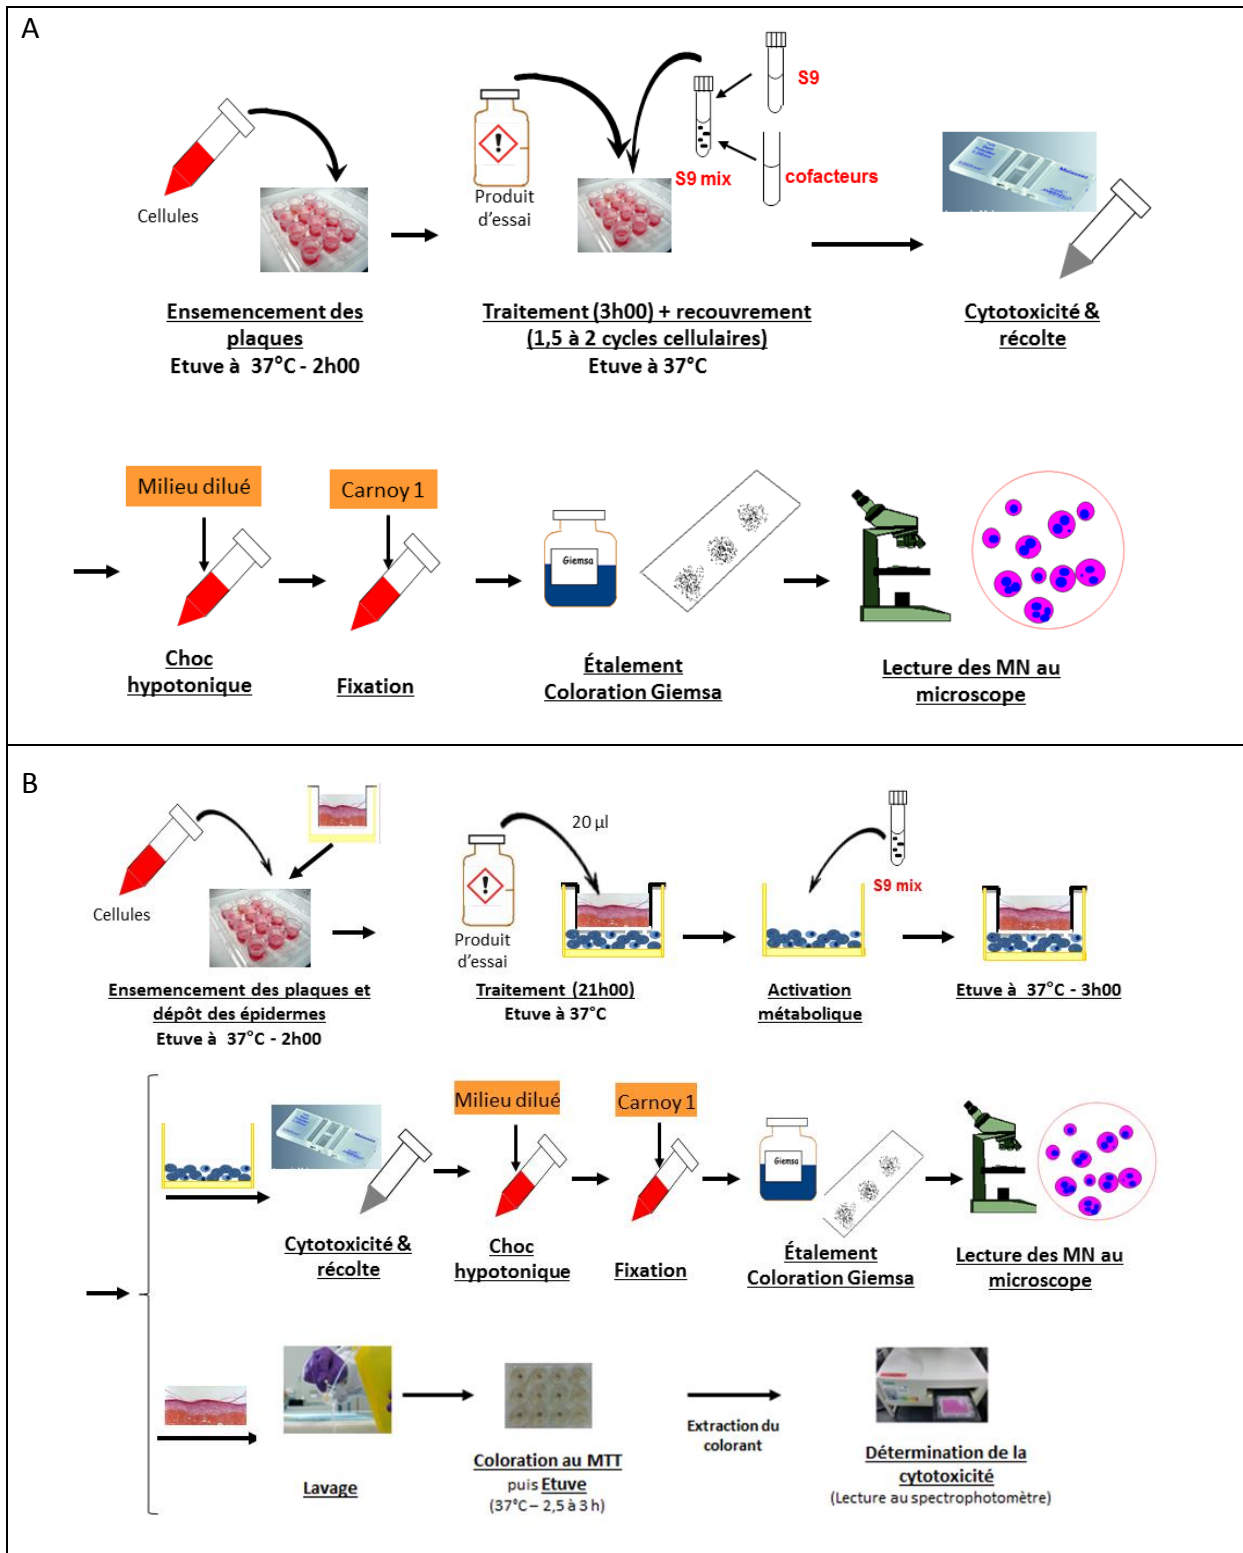 A
Cellules
Produit
d'essai
S9
S9 mix
cofacteurs
Malassez
Ensemencement des
plaques
Etuve à 37°C - 2h00
Traitement (3h00) + recouvrement
(1,5 à 2 cycles cellulaires)
Etuve à 37°C
Cytotoxicité &
récolte
Milieu dilué
Carnoy 1
Giemsa
Choc
hypotonique
Fixation
Étalement
Coloration Giemsa
Lecture des MN au
microscope
B
Cellules
20 µl
Produit
d'essai
S9 mix
Ensemencement des plaques et
dépôt des épidermes
Etuve à 37°C - 2h00
Traitement (21h00)
Etuve à 37°C
Activation
métabolique
Etuve à 37°C - 3h00
Milieu dilué
Carnoy 1
Malassez
Giemsa
Cytotoxicité &
récolte
Choc
hypotonique
Fixation
Étalement
Coloration Giemsa
Lecture des MN au
microscope
Lavage
Coloration au MTT
puis Etuve
(37°C – 2,5 à 3 h)
Extraction du
colorant
Détermination de la
cytotoxicité
(Lecture au spectrophotomètre)